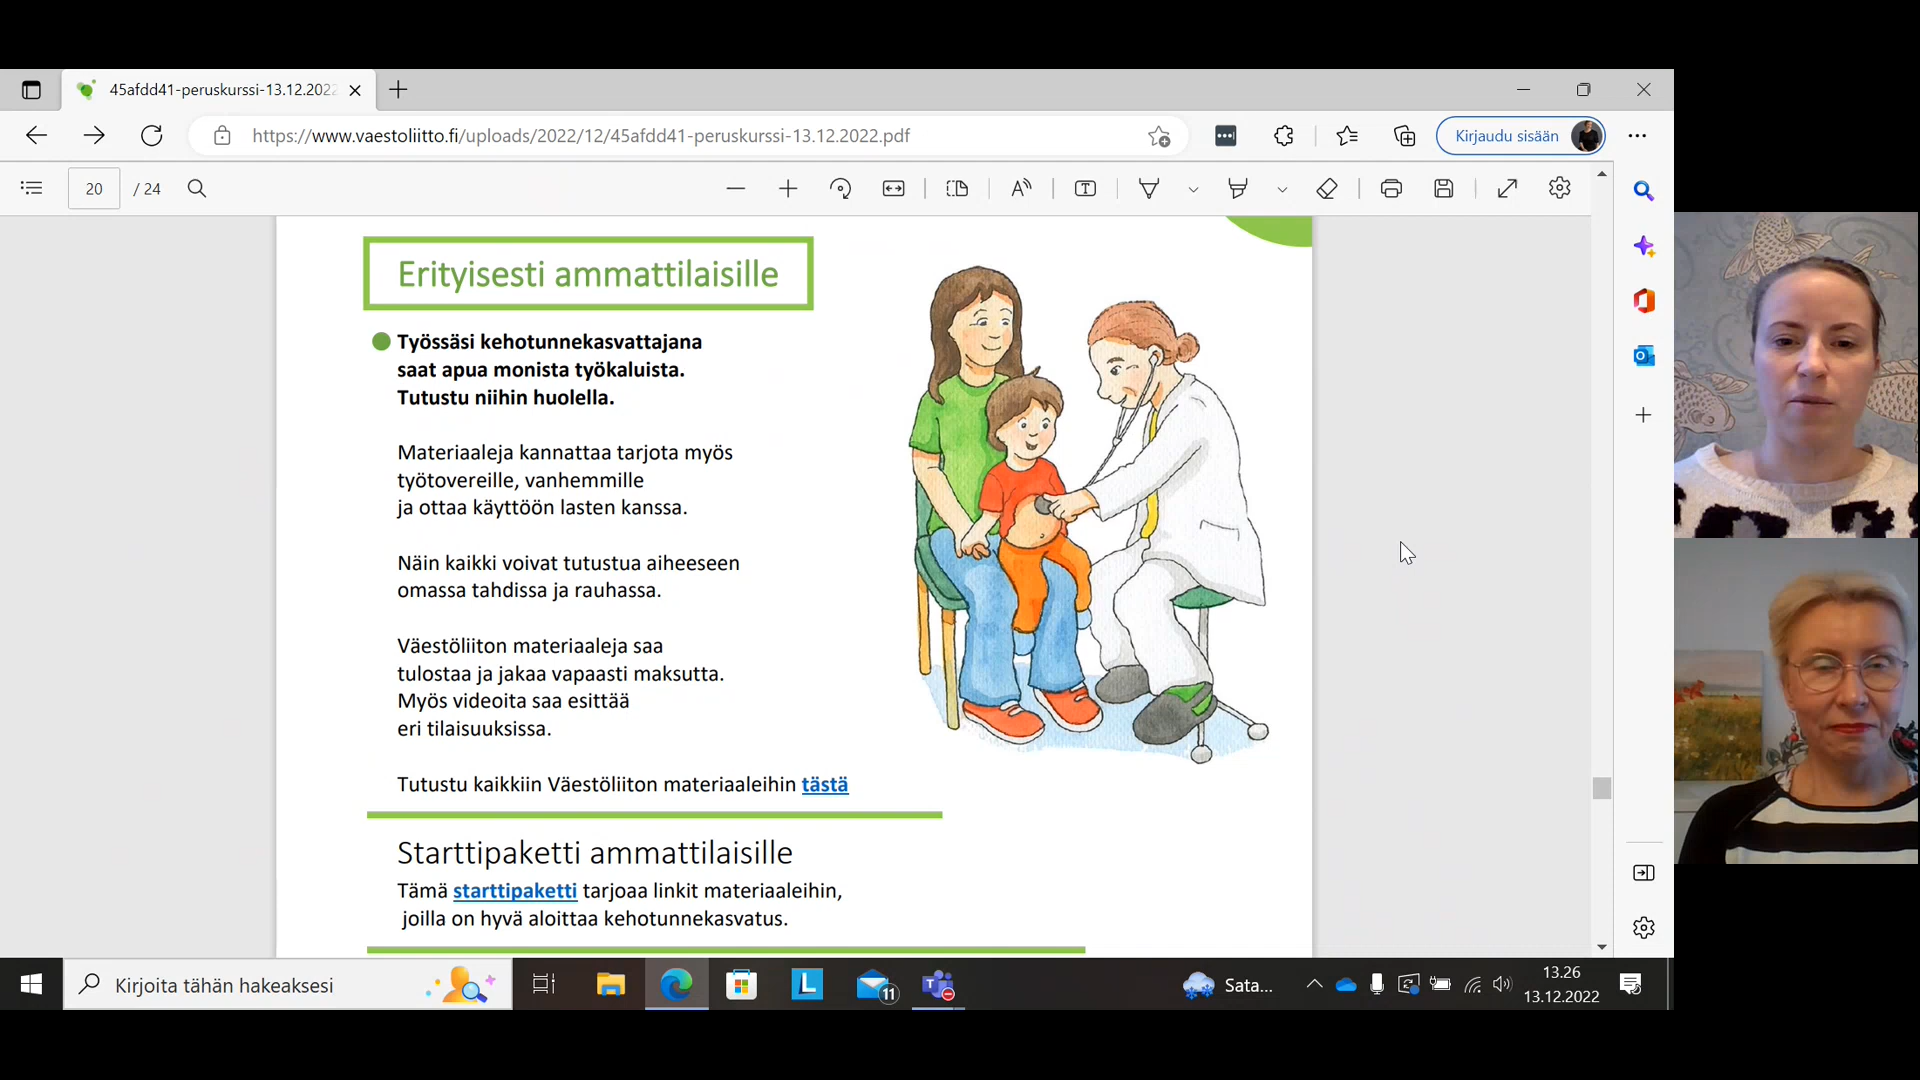 45afdd41-peruskurssi-13.12.2022
https://www.vaestoliitto.fi/uploads/2022/12/45afdd41-peruskurssi-13.12.2022.pdf
Kirjaudu sisään
20 / 24
Erityisesti ammattilaisille
Työssäsi kehotunnekasvattajana
saat apua monista työkaluista.
Tutustu niihin huolella.
Materiaaleja kannattaa tarjota myös
työtovereille, vanhemmille
ja ottaa käyttöön lasten kanssa.
Näin kaikki voivat tutustua aiheeseen
omassa tahdissa ja rauhassa.
Väestöliiton materiaaleja saa
tulostaa ja jakaa vapaasti maksutta.
Myös videoita saa esittää
eri tilaisuuksissa.
Tutustu kaikkiin Väestöliiton materiaaleihin tästä
Starttipaketti ammattilaisille
Tämä starttipaketti tarjoaa linkit materiaaleihin,
joilla on hyvä aloittaa kehotunnekasvatus.
Kirjoita tähän hakeaksesi
L
11
Sata...
13.26
13.12.2022